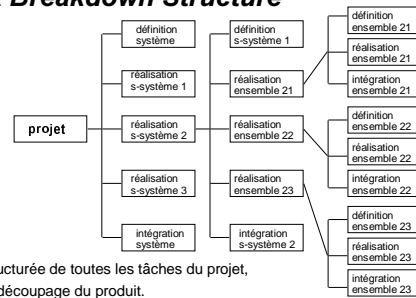 Breakdown Structure
définition
système
réalisation
s-système 1
projet
réalisation
s-système 2
réalisation
s-système 3
intégration
système
définition
s-système 1
réalisation
ensemble 21
réalisation
ensemble 22
réalisation
ensemble 23
intégration
s-système 2
définition
ensemble 21
réalisation
ensemble 21
intégration
ensemble 21
définition
ensemble 22
réalisation
ensemble 22
intégration
ensemble 22
définition
ensemble 23
réalisation
ensemble 23
intégration
ensemble 23
ucturée de toutes les tâches du projet,
découpage du produit.